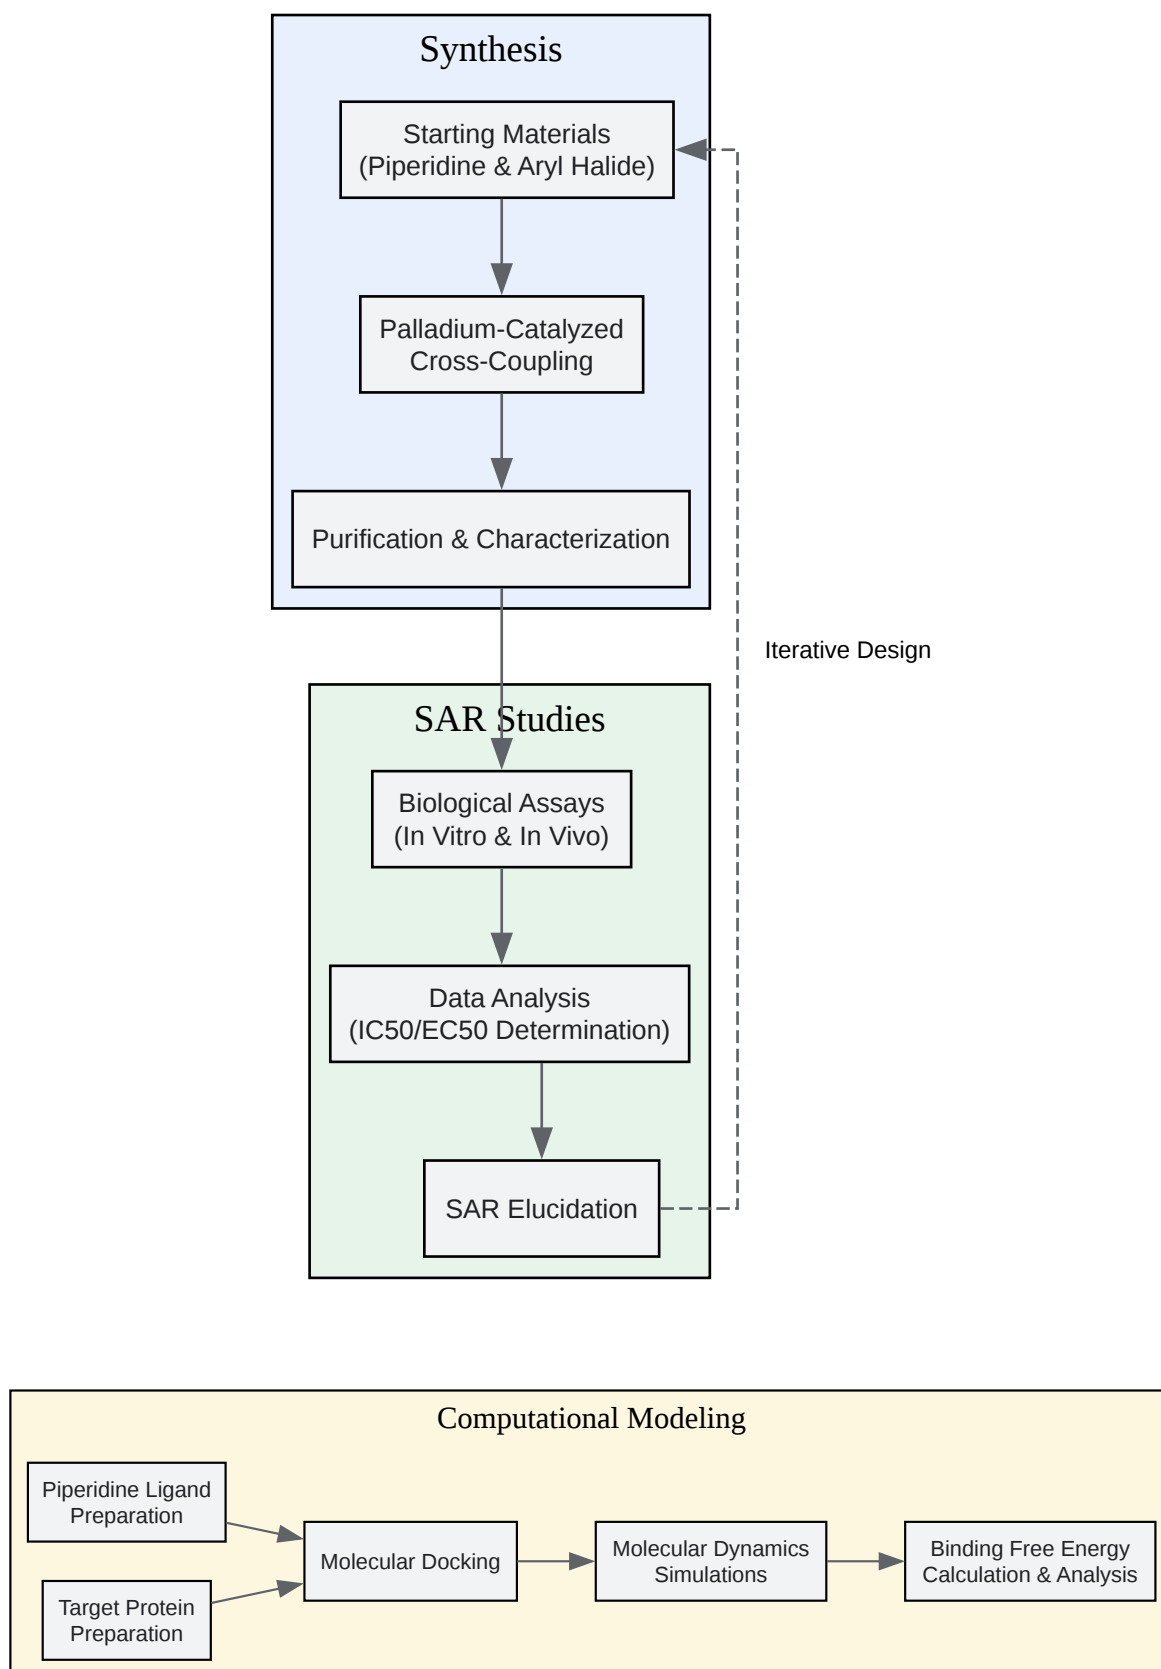 Synthesis
Starting Materials
(Piperidine & Aryl Halide)
Palladium-Catalyzed
Cross-Coupling
Purification & Characterization
Iterative Design
SAR Studies
Biological Assays
(In Vitro & In Vivo)
Data Analysis
(IC50/EC50 Determination)
SAR Elucidation
Computational Modeling
Piperidine Ligand
Preparation
Target Protein
Preparation
Molecular Docking
Molecular Dynamics
Simulations
Binding Free Energy
Calculation & Analysis